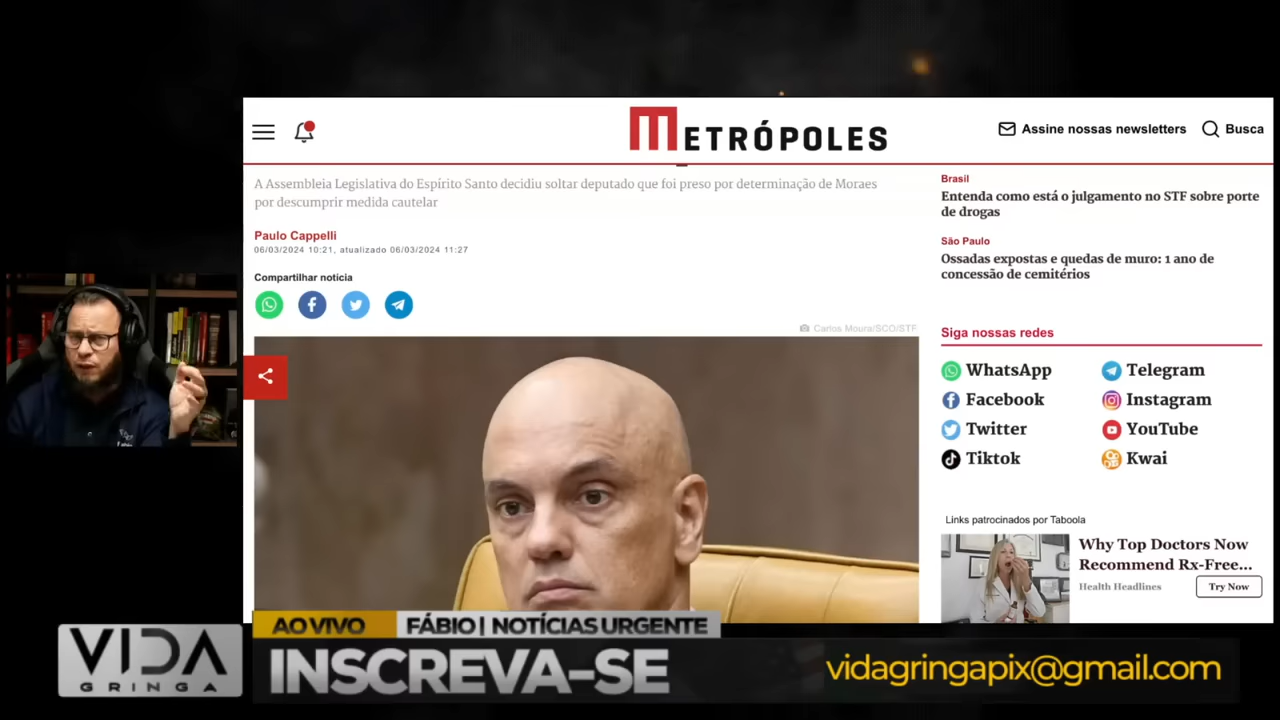 METRÓPOLES
Assine nossas newsletters
Busca
A Assembleia Legislativa do Espírito Santo decidiu soltar deputado que foi preso por determinação de Moraes
por descumprir medida cautelar
Paulo Cappelli
06/03/2024 10:21, atualizado 06/03/2024 11:27
Compartilhar notícia
Carlos Moura/SCO/STF
Brasil
Entenda como está o julgamento no STF sobre porte
de drogas
São Paulo
Ossadas expostas e quedas de muro: 1 ano de
concessão de cemitérios
Siga nossas redes
WhatsApp
Telegram
Facebook
Instagram
Twitter
YouTube
Tiktok
Kwai
Links patrocinados por Taboola
Why Top Doctors Now
Recommend Rx-Free...
Health Headlines
Try Now
AO VIVO
FÁBIO | NOTÍCIAS URGENTE
VIDA
GRINGA
INSCREVA-SE
vidagringapix@gmail.com